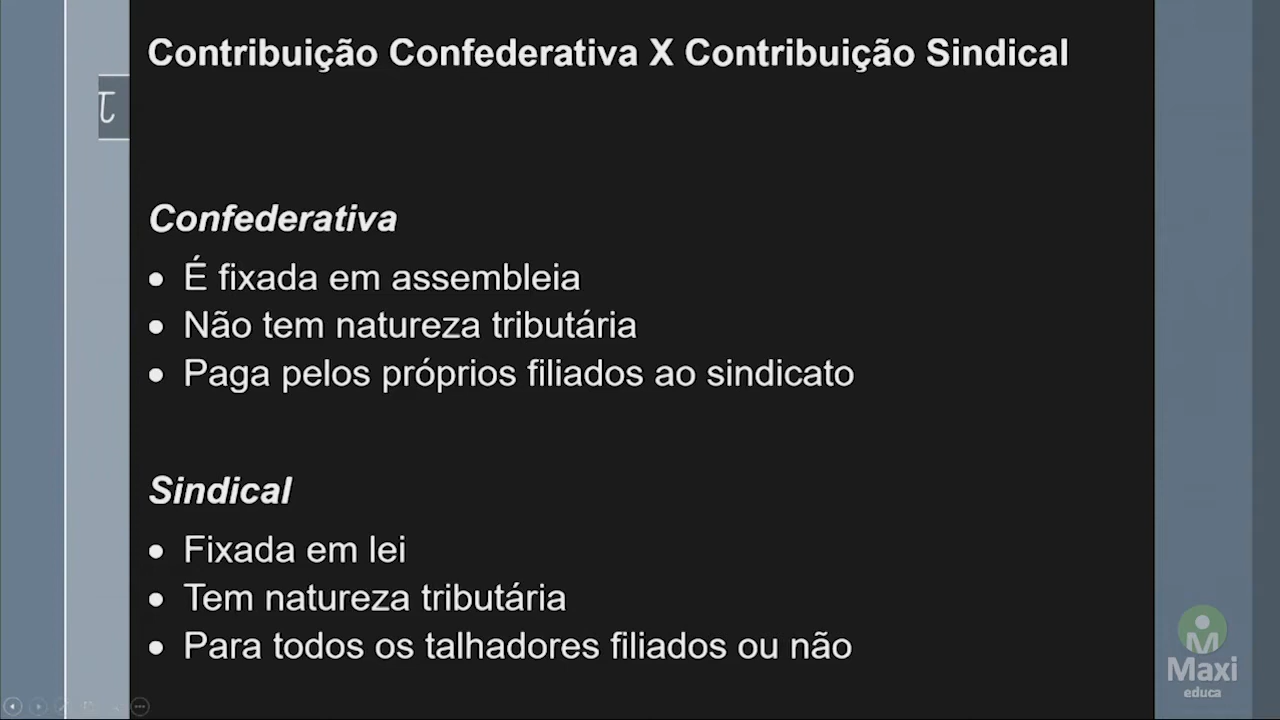 Contribuição Confederativa X Contribuição Sindical
Confederativa
• É fixada em assembleia
• Não tem natureza tributária
• Paga pelos próprios filiados ao sindicato
Sindical
• Fixada em lei
• Tem natureza tributária
• Para todos os talhadores filiados ou não
Maxi
educa